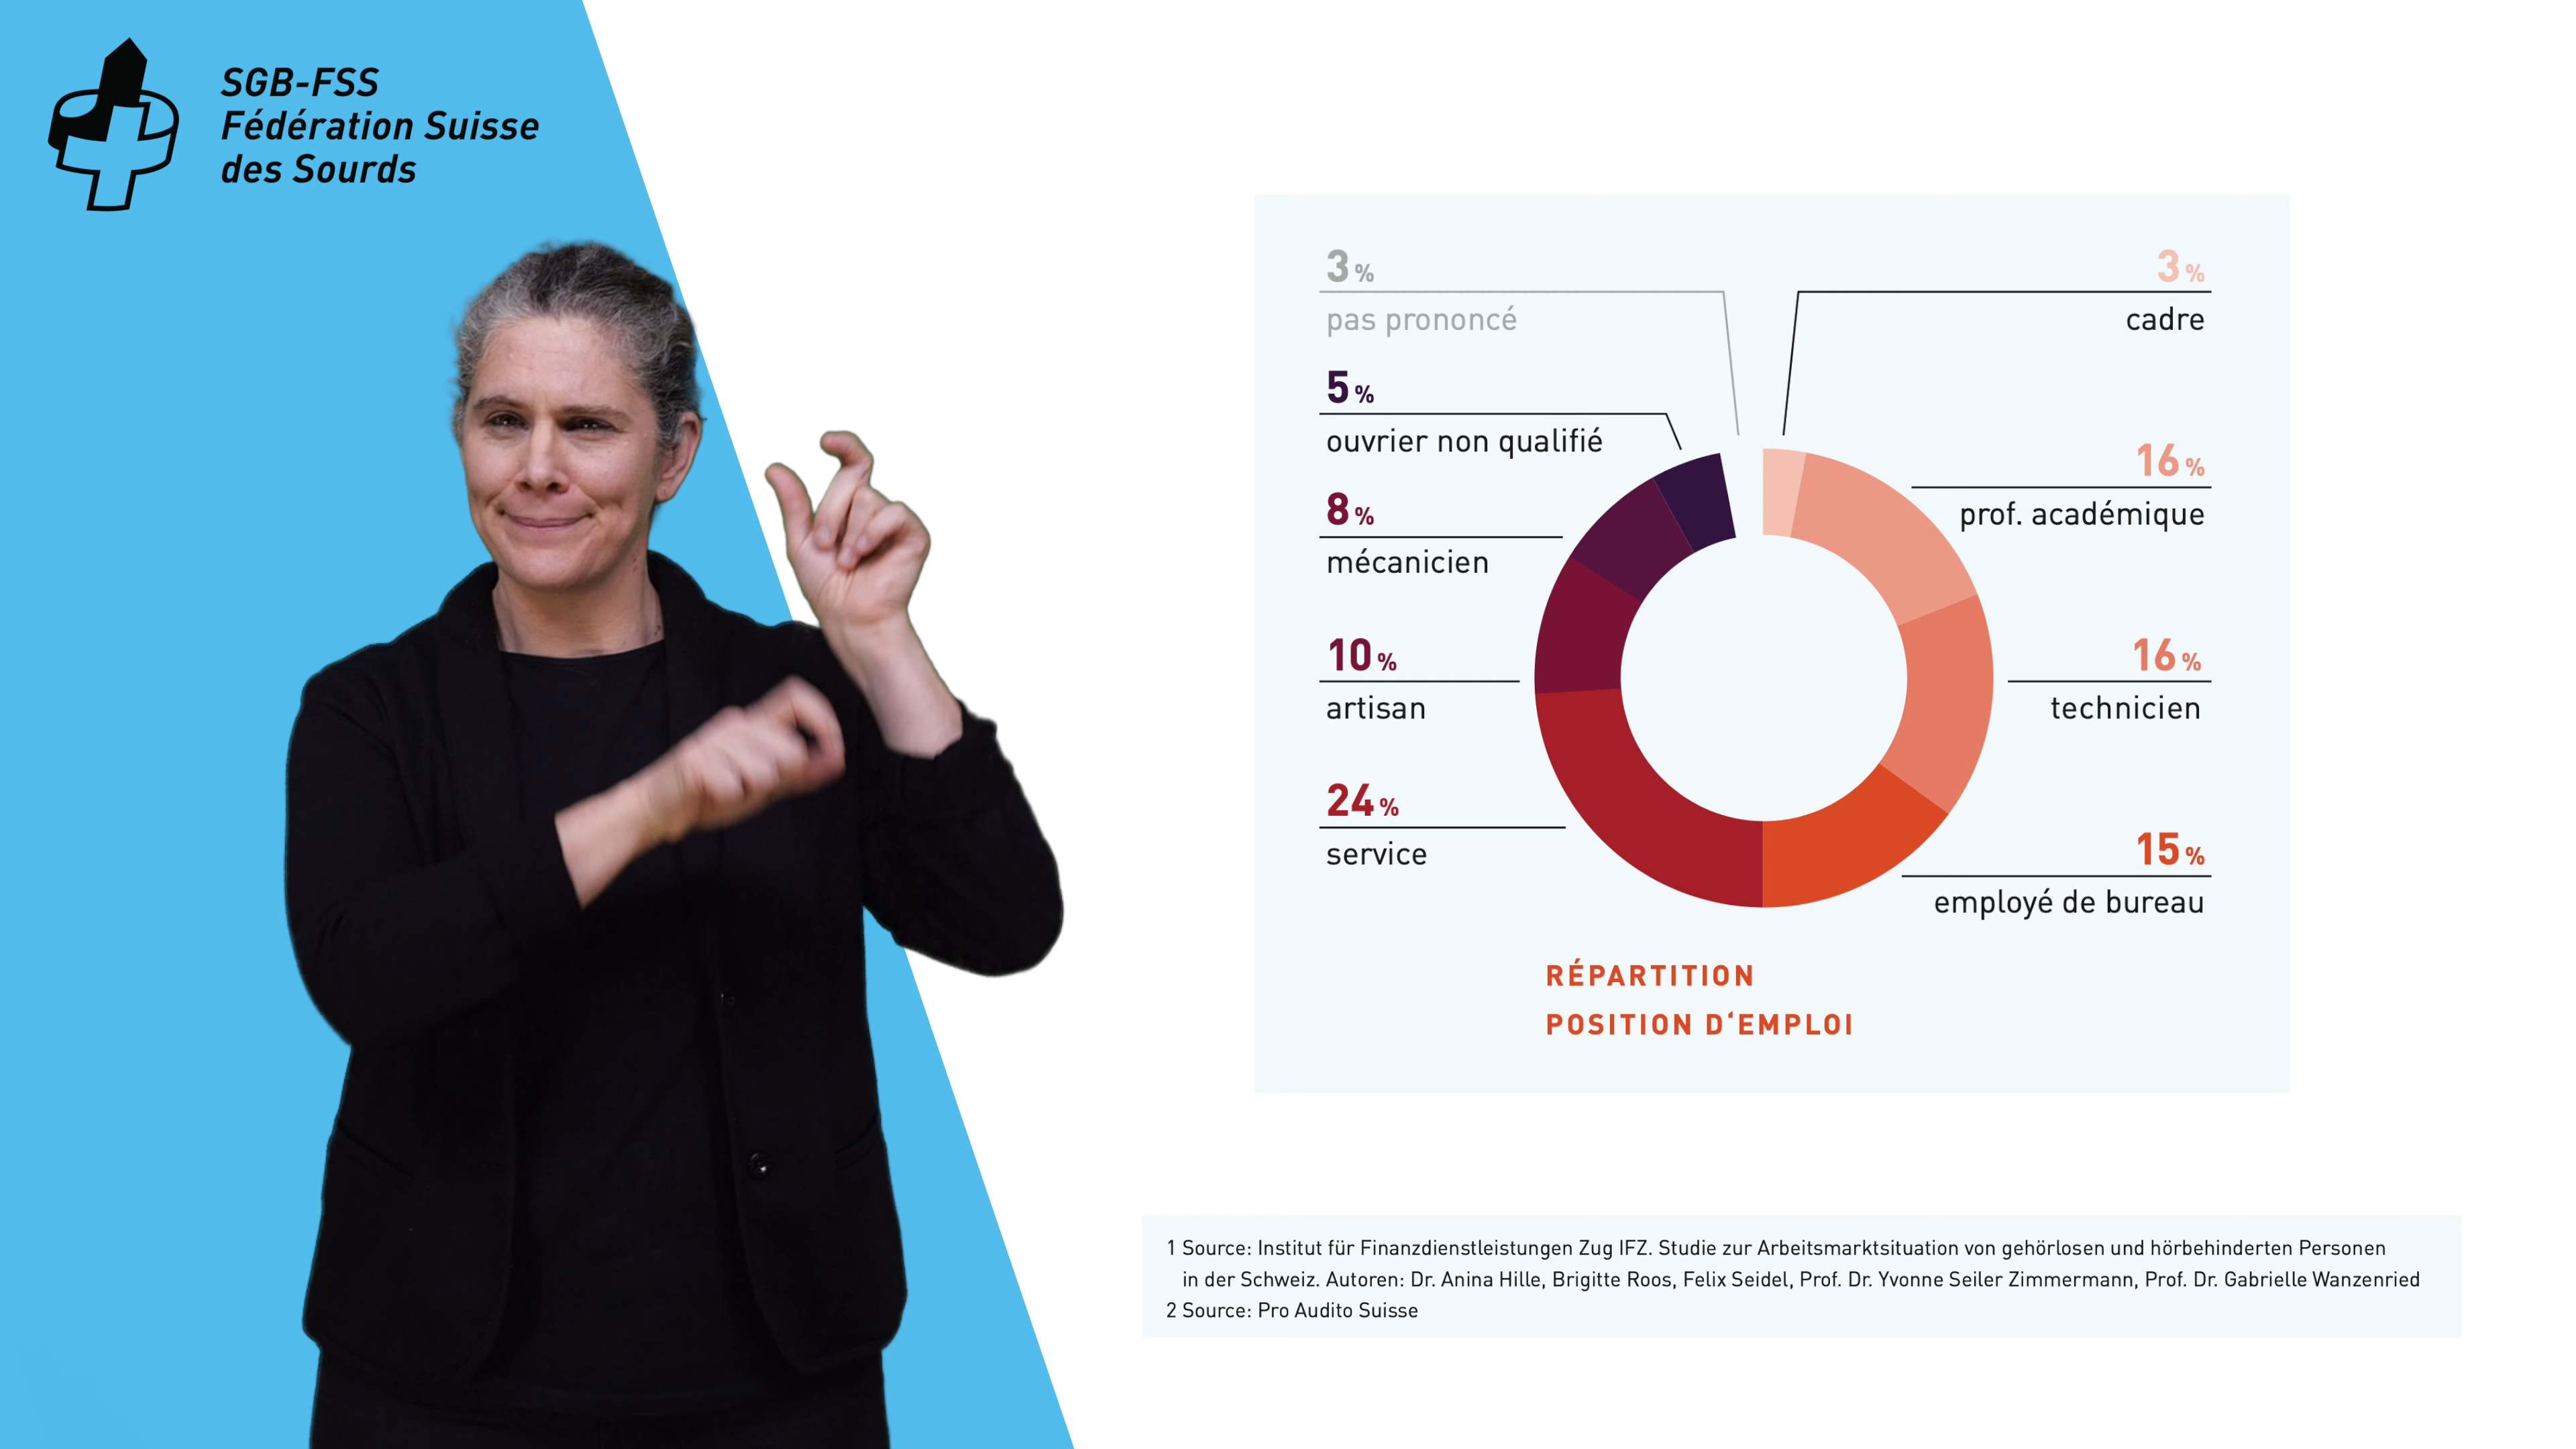 SGB-FSS
Fédération Suisse
des Sourds
3 %
pas prononcé
5 %
ouvrier non qualifié
8 %
mécanicien
10 %
artisan
24 %
service
3 %
cadre
16 %
prof. académique
16 %
technicien
15 %
employé de bureau
RÉPARTITION
POSITION D‘EMPLOI
1 Source: Institut für Finanzdienstleistungen Zug IFZ. Studie zur Arbeitsmarktsituation von gehörlosen und hörbehinderten Personen
in der Schweiz. Autoren: Dr. Anina Hille, Brigitte Roos, Felix Seidel, Prof. Dr. Yvonne Seiler Zimmermann, Prof. Dr. Gabrielle Wanzenried
2 Source: Pro Audito Suisse